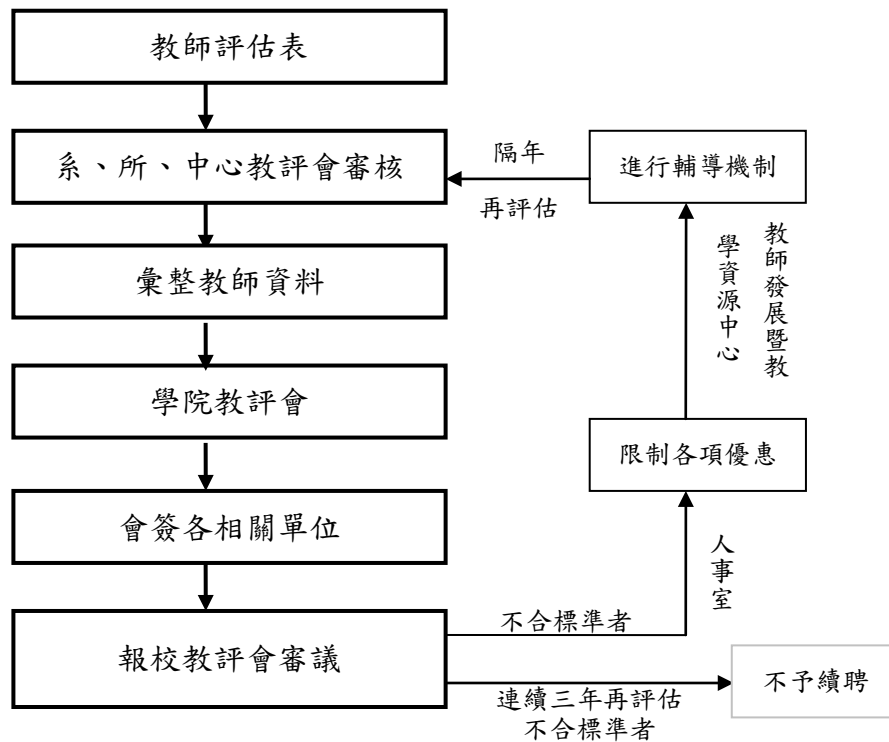 教師評估表
系、所、中心教評會審核
隔年
再評估
進行輔導機制
彙整教師資料
教師發展暨教
學資源中心
學院教評會
限制各項優惠
會簽各相關單位
人事室
報校教評會審議
不合標準者
連續三年再評估
不合標準者
不予續聘